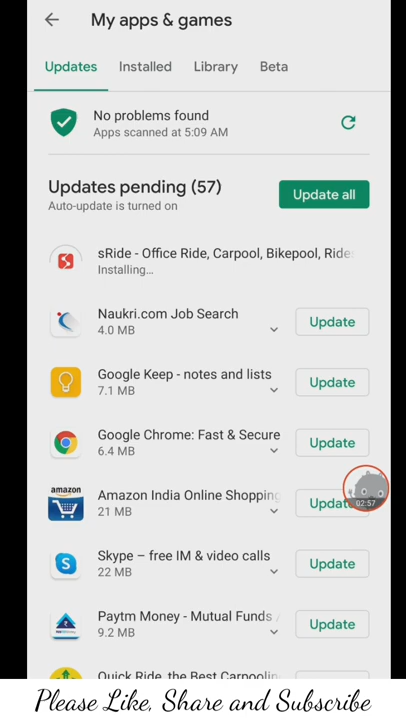 My apps & games
Updates Installed Library Beta
No problems found
Apps scanned at 5:09 AM
Updates pending (57)
Update all
Auto-update is turned on
sRide - Office Ride, Carpool, Bikepool, Rides
Installing...
Naukri.com Job Search
4.0 MB
Update
Google Keep - notes and lists
7.1 MB
Update
Google Chrome: Fast & Secure
6.4 MB
Update
amazon
Amazon India Online Shopping
21 MB
Update
02:57
Skype – free IM & video calls
22 MB
Update
Paytm Money - Mutual Funds /
9.2 MB
Update
Quick Ride, the Best Carpoolin
Please Like, Share and Subscribe